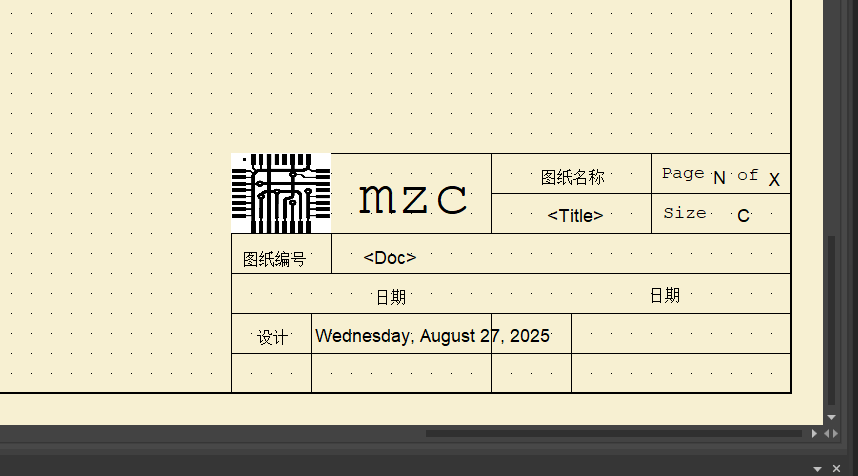 mzc
图纸名称
Page N of X
<Title>
Size C
图纸编号
<Doc>
日期
日期
设计
Wednesday, August 27, 2025